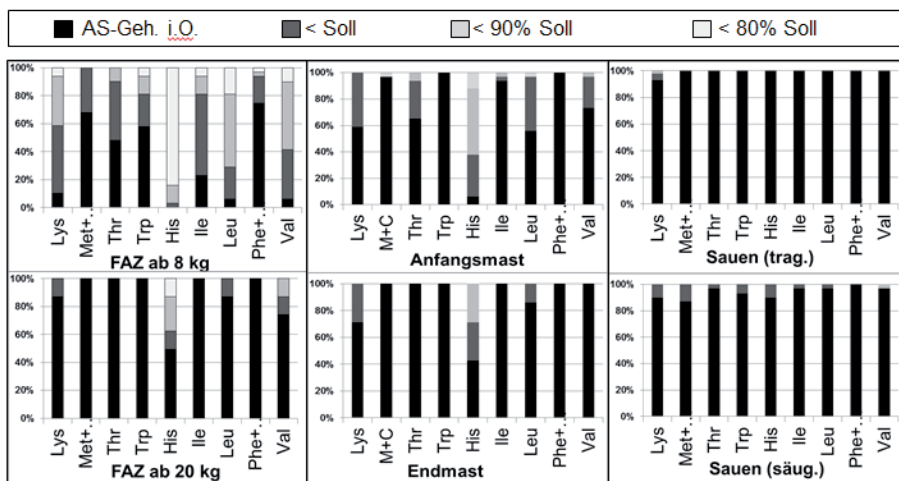 AS-Geh. i.O. < Soll < 90% Soll < 80% Soll
100%
80%
60%
40%
20%
0%
Lys Met+... Thr Trp His Ile Leu Phe+... Val
FAZ ab 8 kg
100%
80%
60%
40%
20%
0%
Lys M+C Thr Trp His Ile Leu Phe+... Val
Anfangsmast
100%
80%
60%
40%
20%
0%
Lys Met+... Thr Trp His Ile Leu Phe+... Val
Sauen (trag.)
100%
80%
60%
40%
20%
0%
Lys Met+... Thr Trp His Ile Leu Phe+... Val
FAZ ab 20 kg
100%
80%
60%
40%
20%
0%
Lys M+C Thr Trp His Ile Leu Phe+... Val
Endmast
100%
80%
60%
40%
20%
0%
Lys Met+... Thr Trp His Ile Leu Phe+... Val
Sauen (säug.)